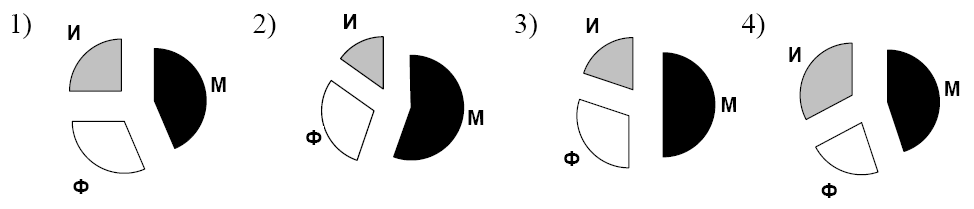 1) И М Ф
2) И М Ф
3) И М Ф
4) И М Ф